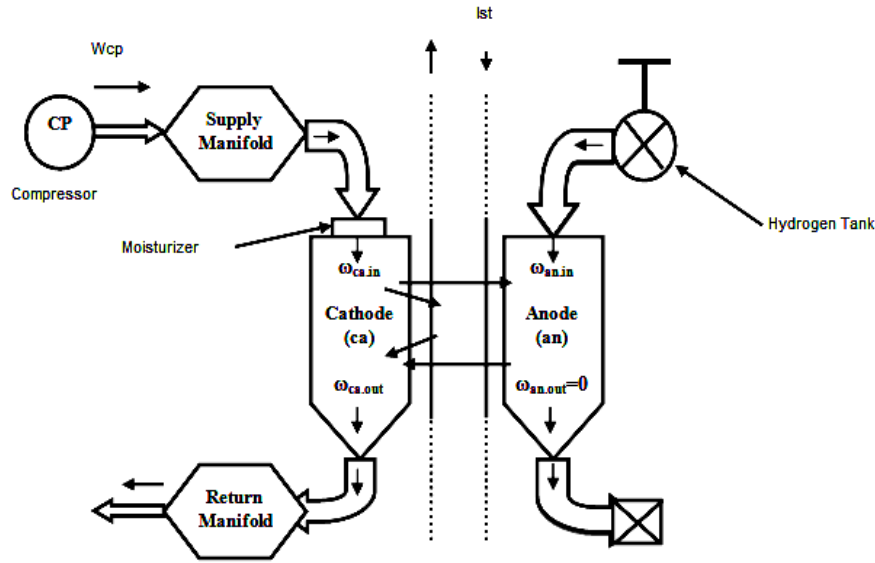 Ist
Wcp
CP
Supply
Manifold
Compressor
Hydrogen Tank
Moisturizer
ωca.in
ωan.in
Cathode
(ca)
Anode
(an)
ωca.out
ωan.out=0
Return
Manifold